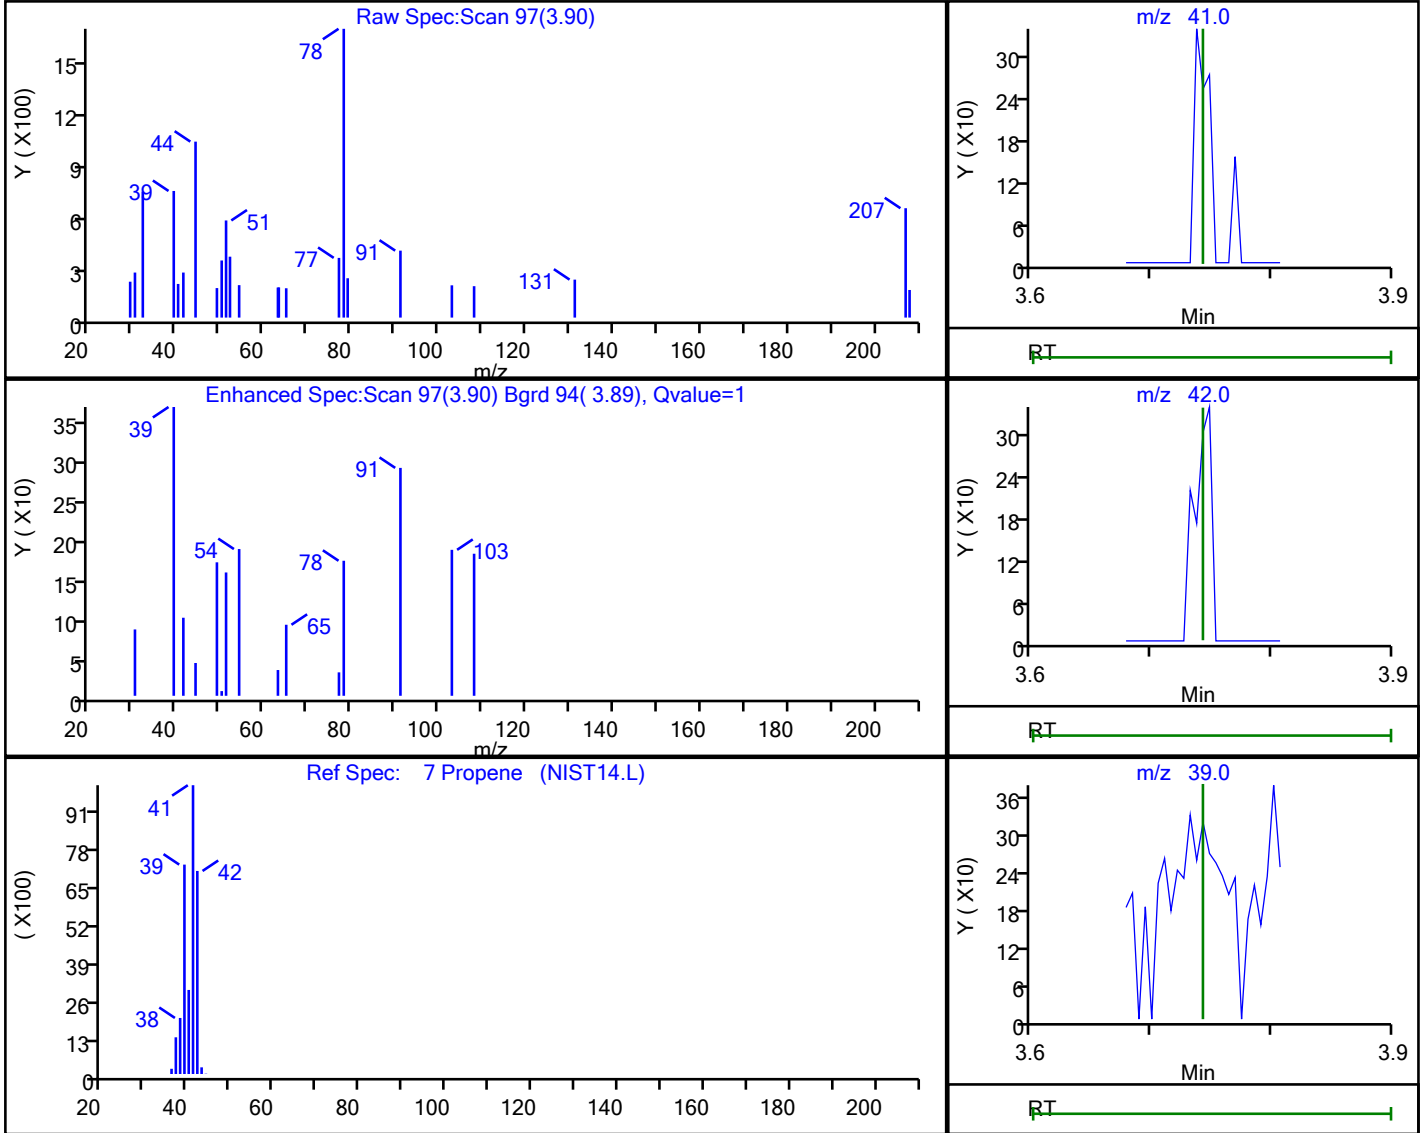 Raw Spec:Scan 97(3.90)
78
15
12
44
9
39
6
51
207
77
91
3
131
0
20 40 60 80 100 120 140 160 180 200
m/z
Y ( X100)
m/z 41.0
30
24
18
12
6
0
3.6 3.9
Min
Y ( X10)
RT
Enhanced Spec:Scan 97(3.90) Bgrd 94( 3.89), Qvalue=1
35
39
30
91
25
20
54
78
103
15
10
65
5
0
20 40 60 80 100 120 140 160 180 200
m/z
Y ( X10)
m/z 42.0
30
24
18
12
6
0
3.6 3.9
Min
Y ( X10)
RT
Ref Spec: 7 Propene (NIST14.L)
91
41
78
39
42
65
52
39
26
38
13
0
20 40 60 80 100 120 140 160 180 200
( X100)
m/z 39.0
36
30
24
18
12
6
0
3.6 3.9
Min
Y ( X10)
RT